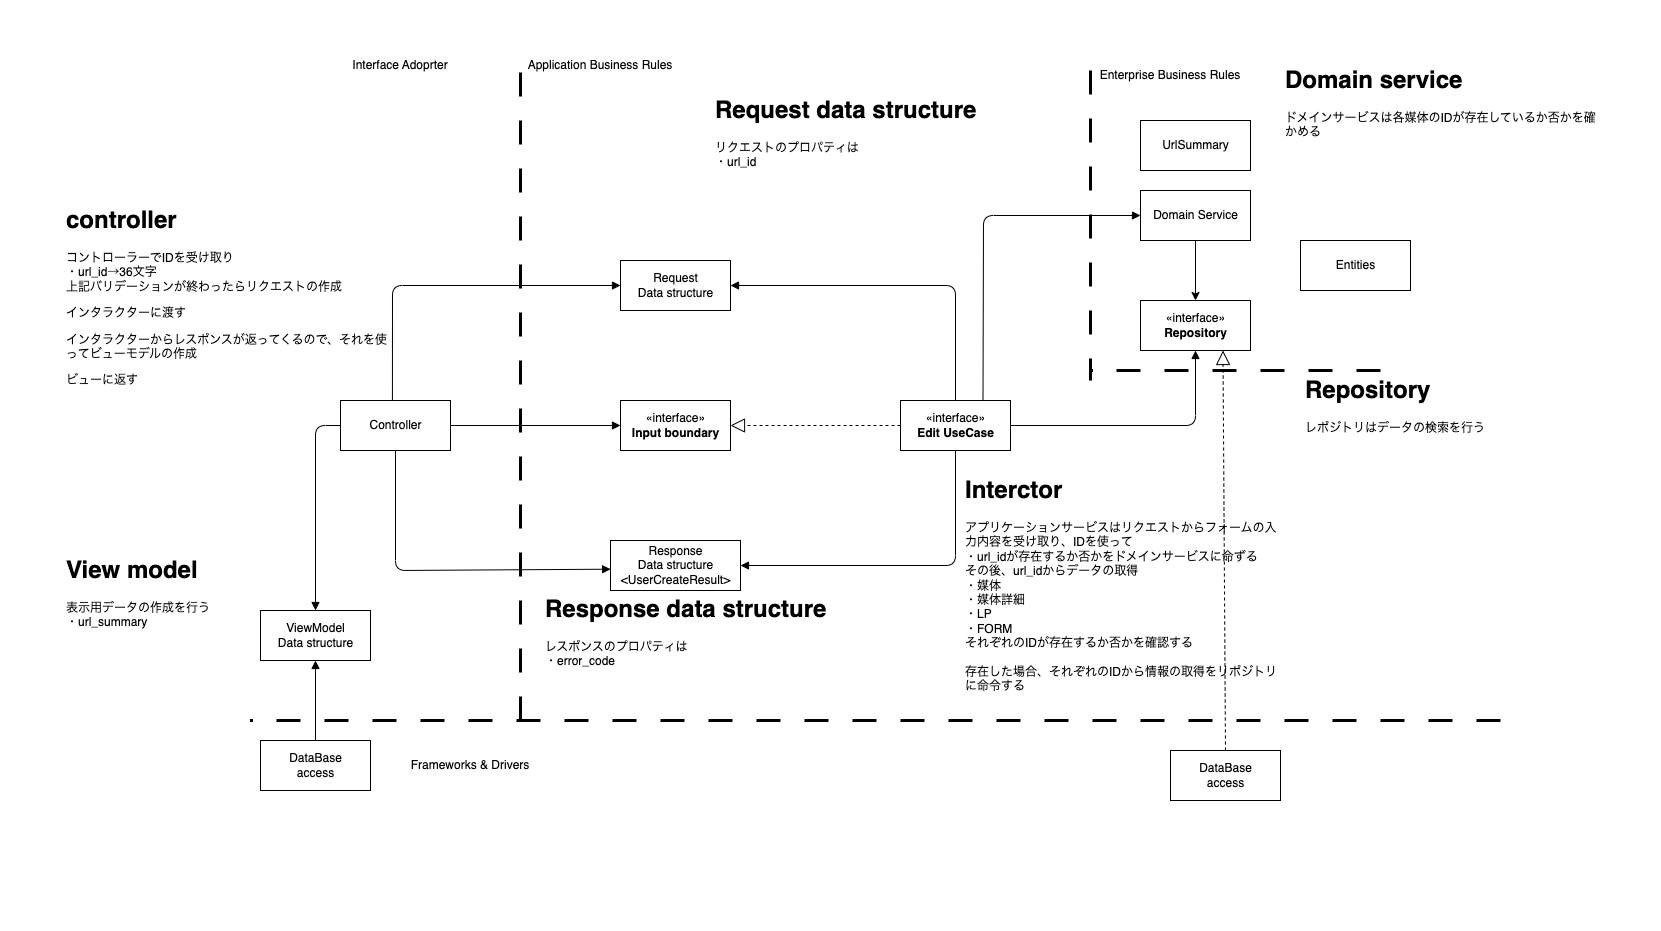 Interface Adoprter
Application Business Rules
Enterprise Business Rules
Domain service
ドメインサービスは各媒体のIDが存在しているか否かを確
かめる
Request data structure
リクエストのプロパティは
・url_id
UrlSummary
Domain Service
Entities
controller
コントローラーでIDを受け取り
・url_id→36文字
上記バリデーションが終わったらリクエストの作成
インタラクターに渡す
インタラクターからレスポンスが返ってくるので、それを使
ってビューモデルの作成
ビューに返す
Request
Data structure
«interface»
Repository
Repository
レポジトリはデータの検索を行う
Controller
«interface»
Input boundary
«interface»
Edit UseCase
Interctor
アプリケーションサービスはリクエストからフォームの入
力内容を受け取り、IDを使って
・url_idが存在するか否かをドメインサービスに命ずる
その後、url_idからデータの取得
・媒体
・媒体詳細
・LP
・FORM
それぞれのIDが存在するか否かを確認する
存在した場合、それぞれのIDから情報の取得をリポジトリ
に命令する
Response
Data structure
<UserCreateResult>
Response data structure
レスポンスのプロパティは
・error_code
View model
表示用データの作成を行う
・url_summary
ViewModel
Data structure
DataBase
access
Frameworks & Drivers
DataBase
access